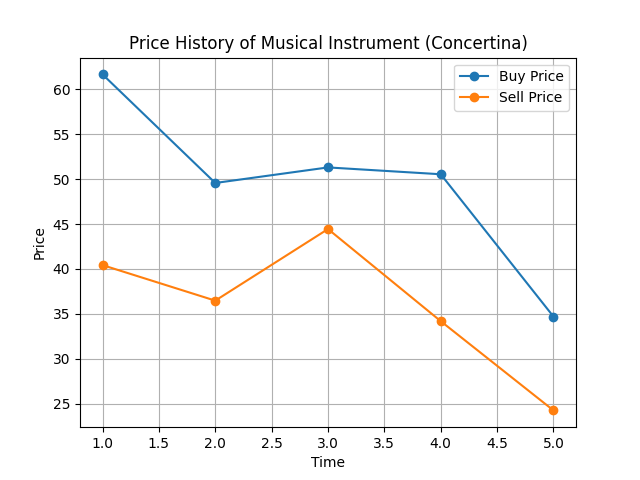 Price History of Musical Instrument (Concertina)
Buy Price
Sell Price
60
55
50
45
40
35
30
25
Price
1.0 1.5 2.0 2.5 3.0 3.5 4.0 4.5 5.0
Time